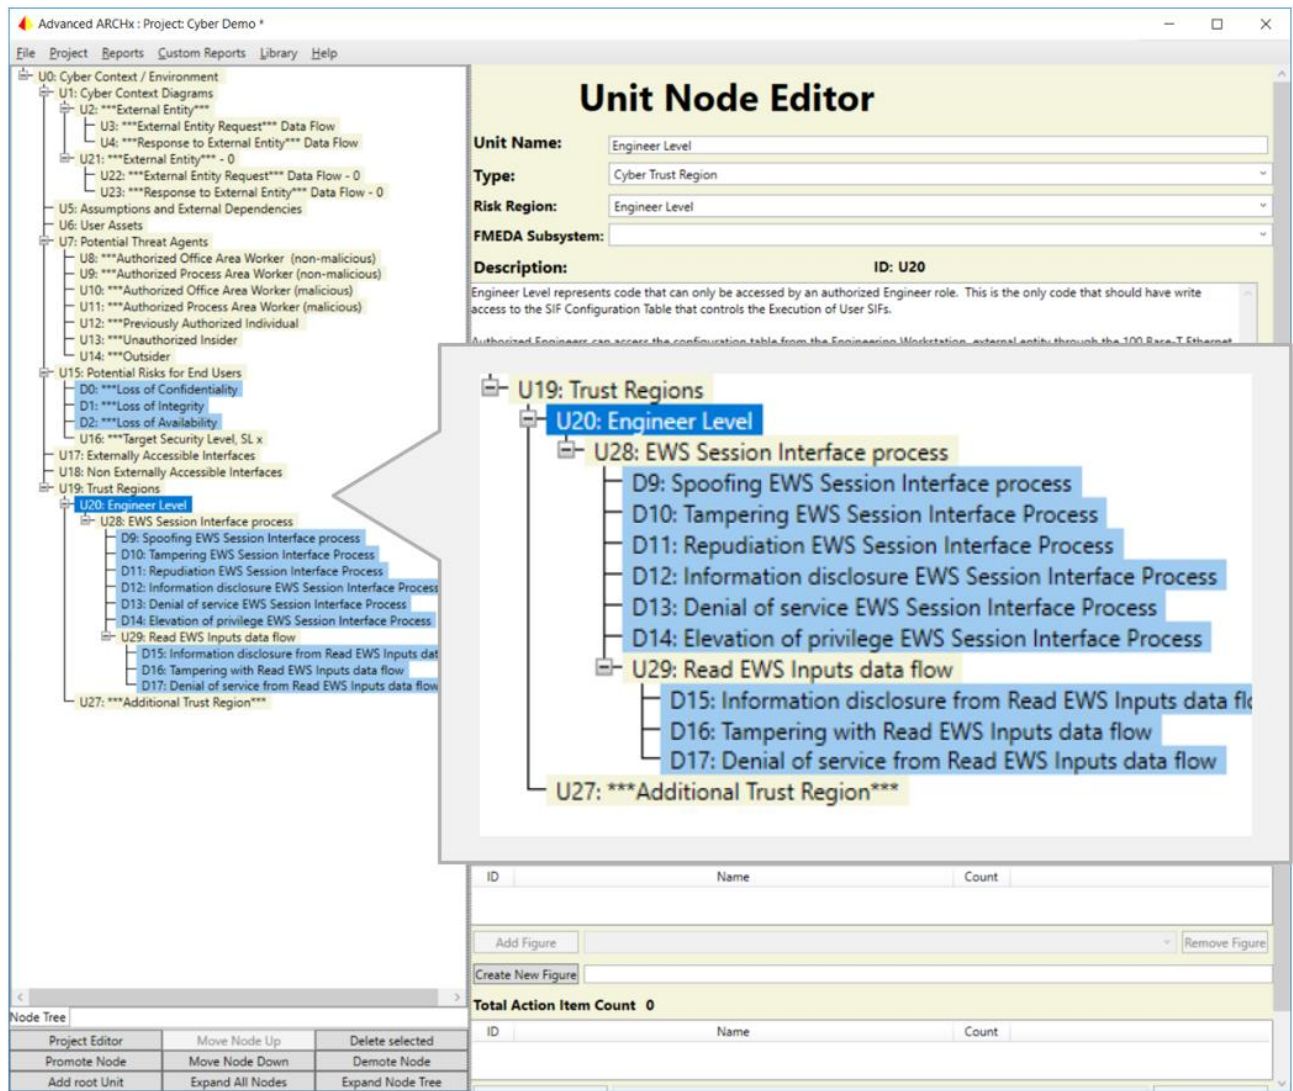 Advanced ARCHx : Project: Cyber Demo *
File Project Reports Custom Reports Library Help
U0: Cyber Context / Environment
U1: Cyber Context Diagrams
U2: ***External Entity***
U3: ***External Entity Request*** Data Flow
U4: ***Response to External Entity*** Data Flow
U21: ***External Entity*** - 0
U22: ***External Entity Request*** Data Flow - 0
U23: ***Response to External Entity*** Data Flow - 0
U5: Assumptions and External Dependencies
U6: User Assets
U7: Potential Threat Agents
U8: ***Authorized Office Area Worker (non-malicious)
U9: ***Authorized Process Area Worker (non-malicious)
U10: ***Authorized Office Area Worker (malicious)
U11: ***Authorized Process Area Worker (malicious)
U12: ***Previously Authorized Individual
U13: ***Unauthorized Insider
U14: ***Outsider
U15: Potential Risks for End Users
D0: ***Loss of Confidentiality
D1: ***Loss of Integrity
D2: ***Loss of Availability
U16: ***Target Security Level, SL x
U17: Externally Accessible Interfaces
U18: Non Externally Accessible Interfaces
U19: Trust Regions
U20: Engineer Level
U28: EWS Session Interface process
D9: Spoofing EWS Session Interface process
D10: Tampering EWS Session Interface Process
D11: Repudiation EWS Session Interface Process
D12: Information disclosure EWS Session Interface Process
D13: Denial of service EWS Session Interface Process
D14: Elevation of privilege EWS Session Interface Process
U29: Read EWS Inputs data flow
D15: Information disclosure from Read EWS Inputs dat
D16: Tampering with Read EWS Inputs data flow
D17: Denial of service from Read EWS Inputs data flow
U27: ***Additional Trust Region***
Node Tree
Project Editor Move Node Up Delete selected
Promote Node Move Node Down Demote Node
Add root Unit Expand All Nodes Expand Node Tree
Unit Node Editor
Unit Name: Engineer Level
Type: Cyber Trust Region
Risk Region: Engineer Level
FMEDA Subsystem:
Description: ID: U20
Engineer Level represents code that can only be accessed by an authorized Engineer role. This is the only code that should have write
access to the SIF Configuration Table that controls the Execution of User SIFs.
Authorized Engineers can access the configuration table from the Engineering Workstation, external entity through the 100 Base-T Ethernet
U19: Trust Regions
U20: Engineer Level
U28: EWS Session Interface process
D9: Spoofing EWS Session Interface process
D10: Tampering EWS Session Interface Process
D11: Repudiation EWS Session Interface Process
D12: Information disclosure EWS Session Interface Process
D13: Denial of service EWS Session Interface Process
D14: Elevation of privilege EWS Session Interface Process
U29: Read EWS Inputs data flow
D15: Information disclosure from Read EWS Inputs data flo
D16: Tampering with Read EWS Inputs data flow
D17: Denial of service from Read EWS Inputs data flow
U27: ***Additional Trust Region***
ID Name Count
Add Figure Remove Figure
Create New Figure
Total Action Item Count 0
ID Name Count